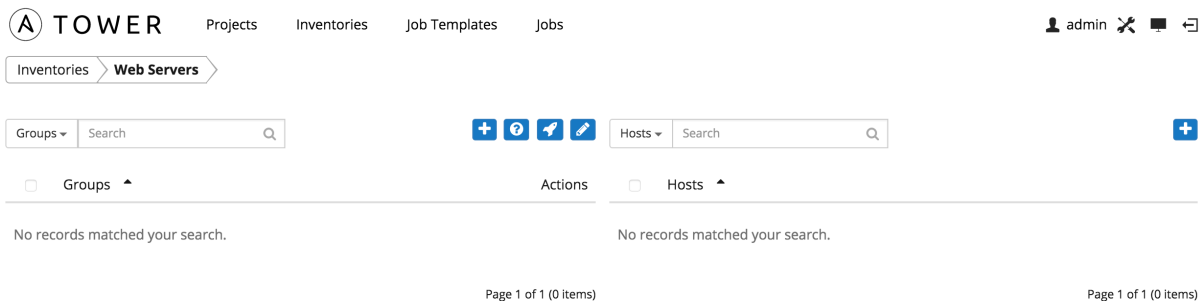 A TOWER Projects Inventories Job Templates Jobs admin
Inventories Web Servers
Groups Search Hosts Search
Groups Actions Hosts
No records matched your search. No records matched your search.
Page 1 of 1 (0 items) Page 1 of 1 (0 items)